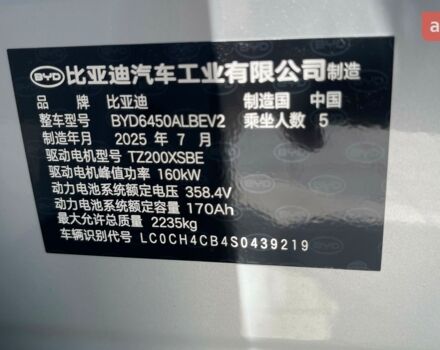 BYD 比亚迪汽车工业有限公司制造
品 牌 比亚迪 制造国 中国
整车型号 BYD6450ALBEV2 乘坐人数 5
制造年月 2025 年 7 月
驱动电机型号 TZ200XSBE
驱动电机峰值功率 160kW
动力电池系统额定电压 358.4V
动力电池系统额定容量 170Ah
最大允许总质量 2235kg
车辆识别代号 LC0CH4CB4S0439219
a